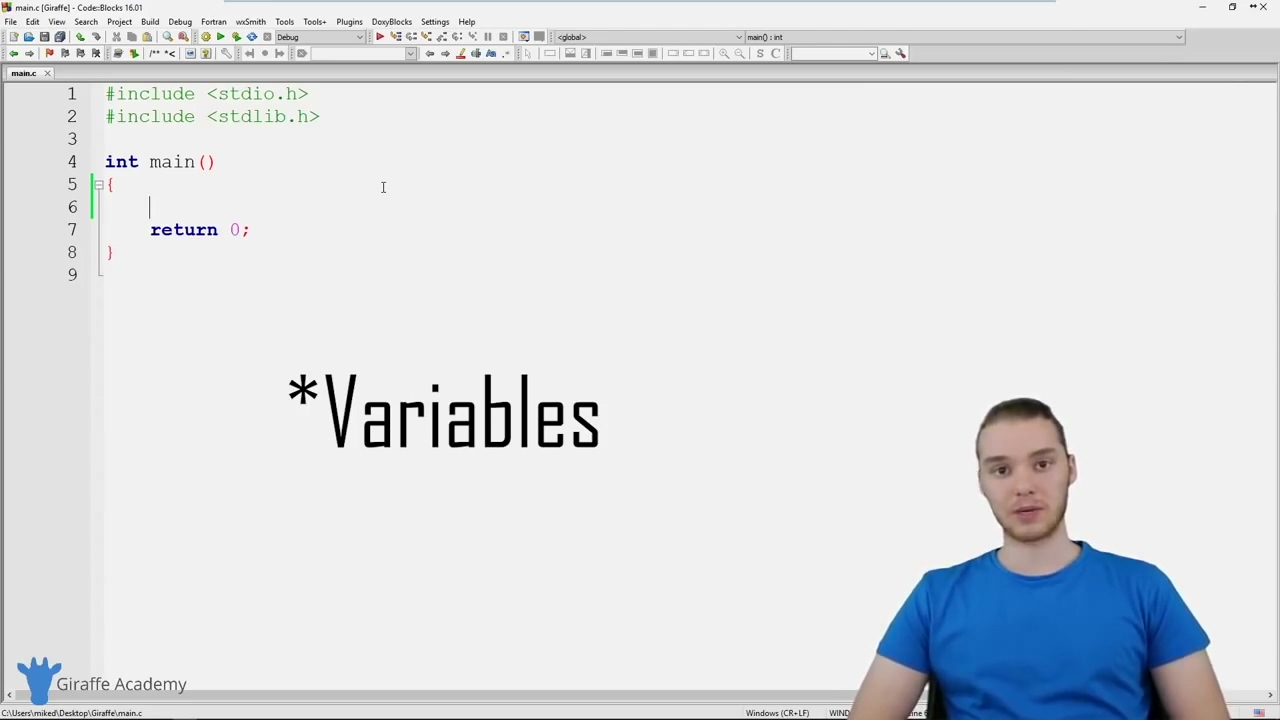 main.c [Giraffe] - Code::Blocks 16.01
File Edit View Search Project Build Debug Fortran wxSmith Tools Tools+ Plugins DoxyBlocks Settings Help
Debug <global> main() : int
/** *<
S C
main.c
1 #include <stdio.h>
2 #include <stdlib.h>
3
4 int main()
5 {
6
7 return 0;
8 }
9
*Variables
Giraffe Academy
C:\Users\miked\Desktop\Giraffe\main.c Windows (CR+LF)